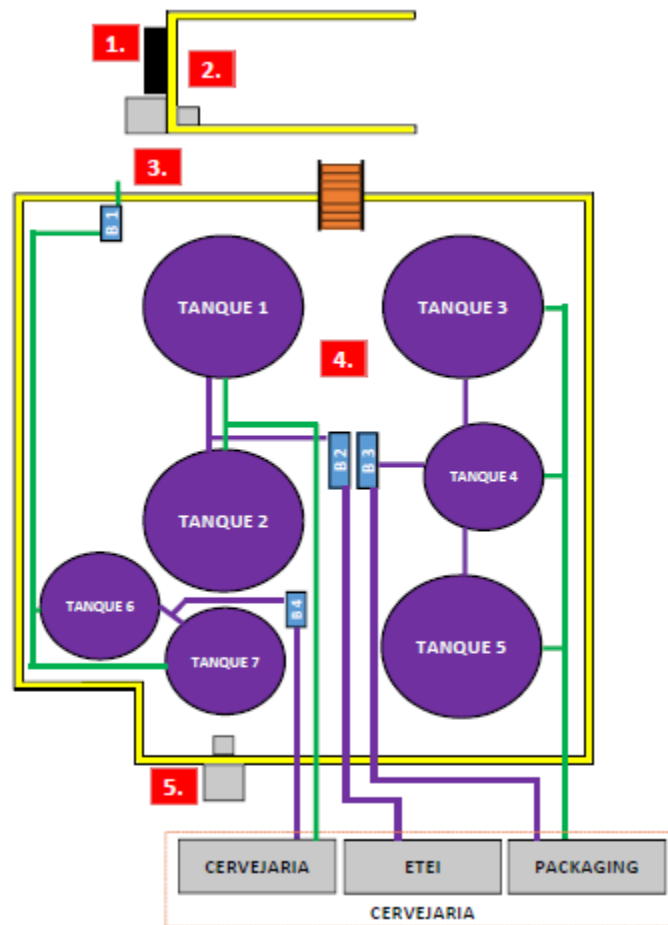 1.
2.
3.
B 1
TANQUE 1
TANQUE 3
4.
B 2
B 3
TANQUE 4
TANQUE 2
TANQUE 6
B 4
TANQUE 7
TANQUE 5
5.
CERVEJARIA
ETEI
PACKAGING
CERVEJARIA